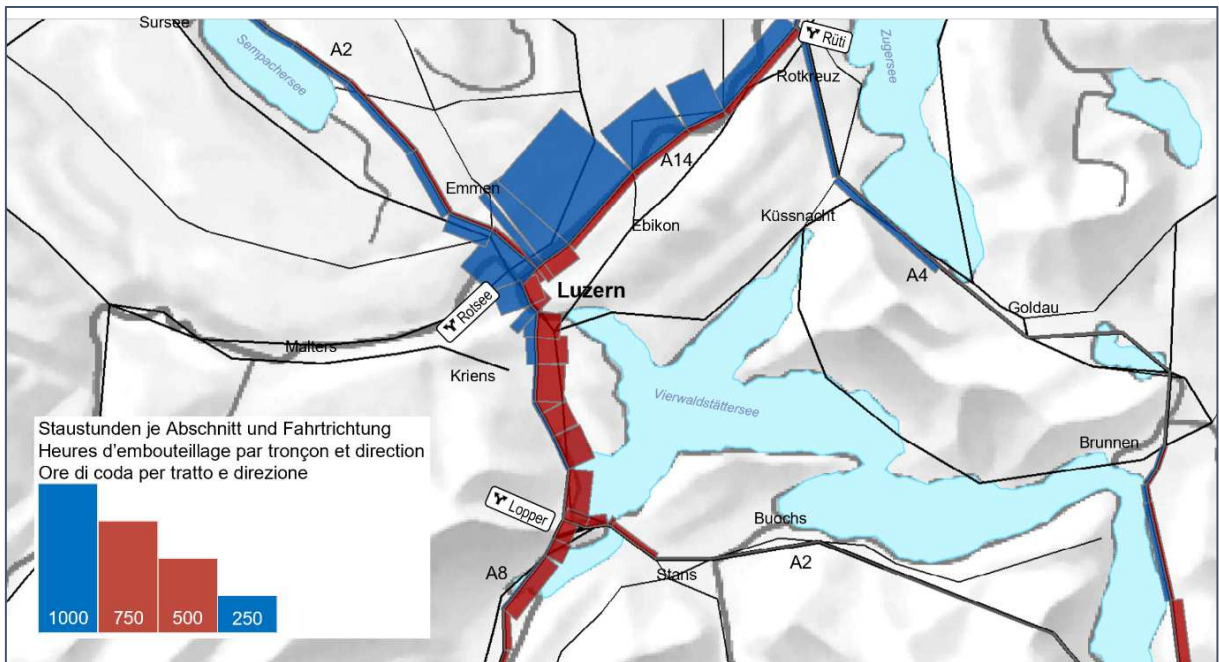 Sursee
A2
Sempachersee
Rüti
Zugersee
Rotkreuz
A14
Emmen
Ebikon
Küssnacht
A4
Luzern
Rotsee
Goldau
Malters
Kriens
Vierwaldstättersee
Staustunden je Abschnitt und Fahrtrichtung
Heures d'embouteillage par tronçon et direction
Ore di coda per tratto e direzione
1000 750 500 250
Brunnen
Lopper
Buochs
A8
Stans
A2